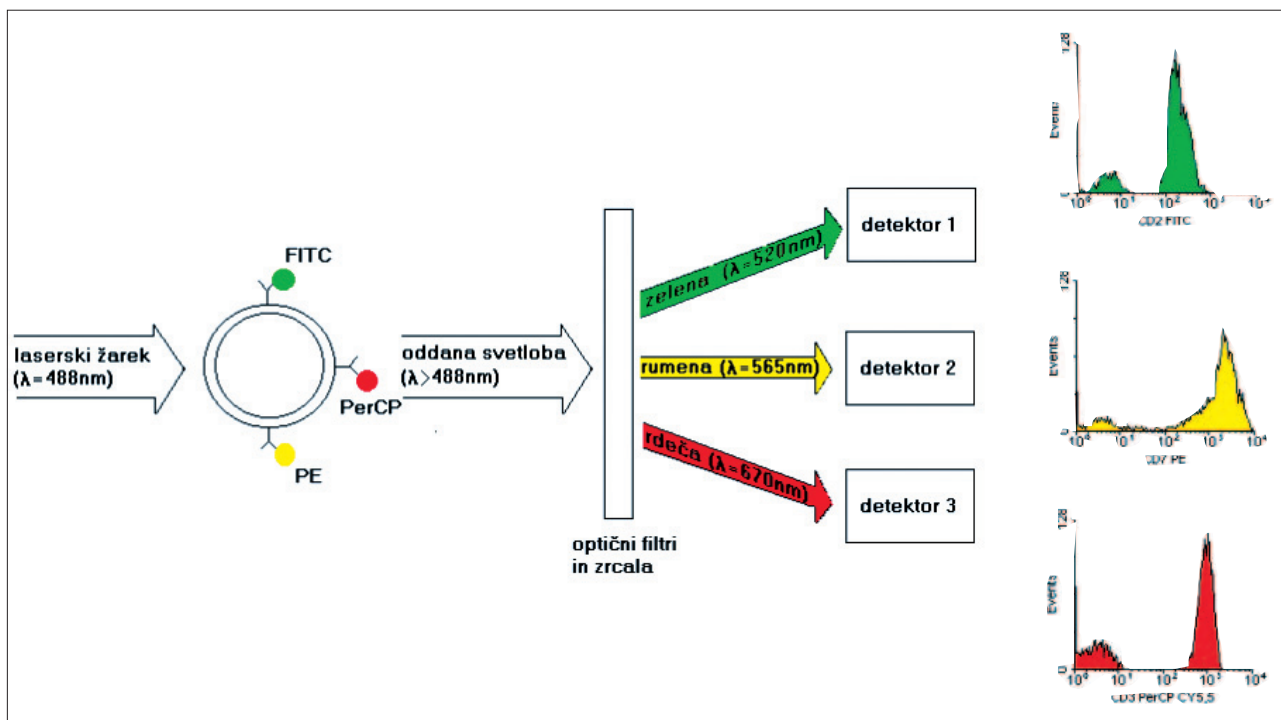 laserski žarek
(λ=488nm)
FITC
PerCP
PE
oddana svetloba
(λ>488nm)
optični filtri
in zrcala
zelena (λ=520nm)
rumena (λ=565nm)
rdeča (λ=670nm)
detektor 1
detektor 2
detektor 3
128
Events
0
10⁰ 10¹ 10² 10³
CD2 FITC
128
Events
0
10⁰ 10¹ 10² 10³ 10⁴
CD7 PE
128
Events
0
10⁰ 10¹ 10² 10³ 10⁴
CD3 PerCP CY5,5